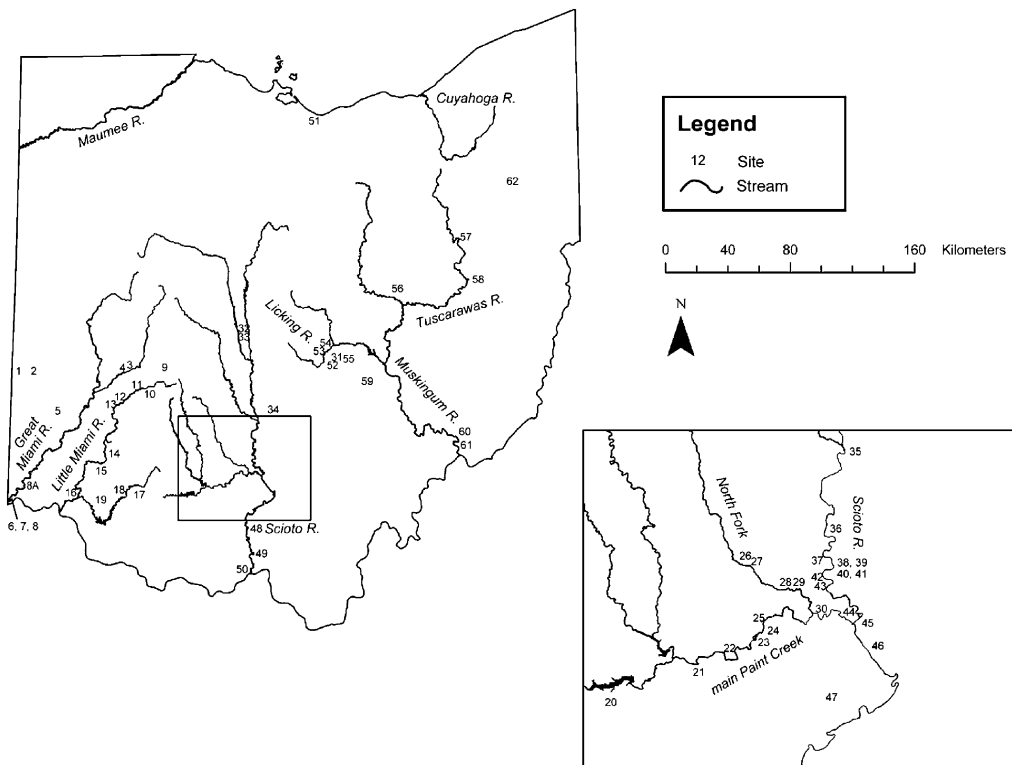 Cuyahoga R.
51
Maumee R.
62
57
58
56
Tuscarawas R.
Licking R.
32
33
54
53
31
55
52
59
Muskingum R.
1
2
43
9
11
10
12
13
5
Great
Miami R.
Little Miami R.
34
60
61
14
15
16
18
17
19
8A
6, 7, 8
48
Scioto R.
49
50
Legend
12 Site
Stream
0 40 80 160 Kilometers
N
35
North Fork
Scioto R.
36
26
27
37
38, 39
40, 41
42
43
28
29
30
44
45
25
24
23
46
22
21
main Paint Creek
20
47